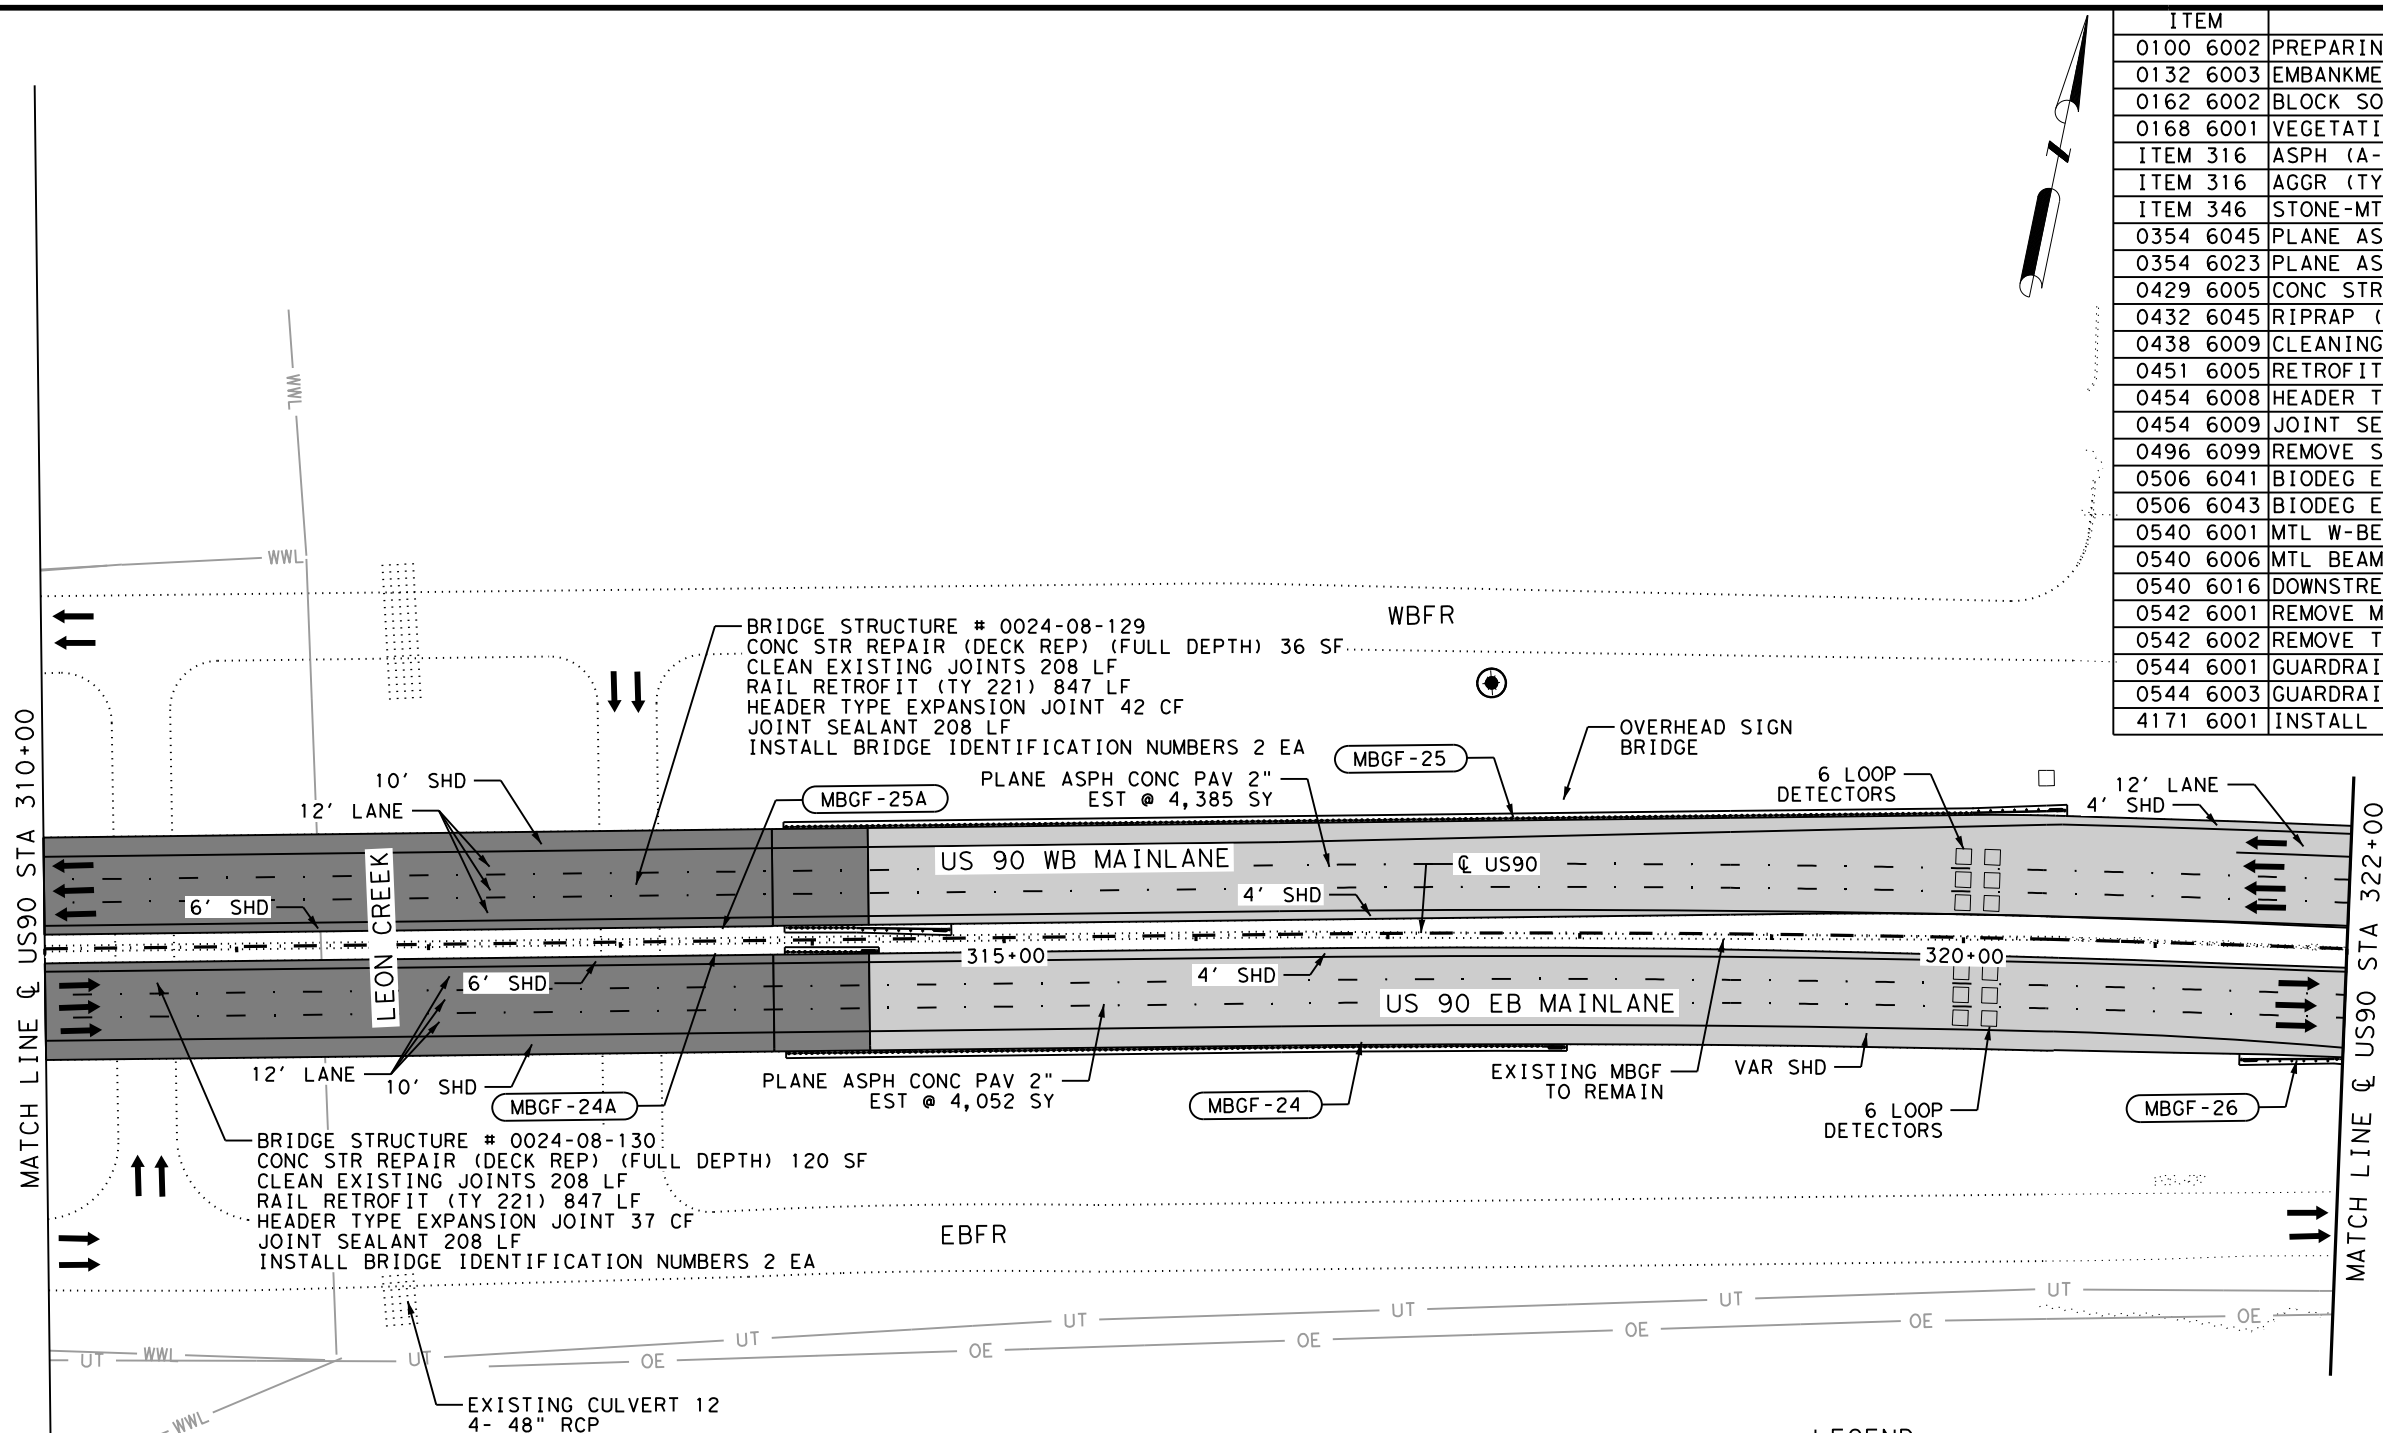 ITEM
0100 6002 PREPARIN
0132 6003 EMBANKME
0162 6002 BLOCK SO
0168 6001 VEGETATI
ITEM 316 ASPH (A-
ITEM 316 AGGR (TY
ITEM 346 STONE-MT
0354 6045 PLANE AS
0354 6023 PLANE AS
0429 6005 CONC STR
0432 6045 RIPRAP (
0438 6009 CLEANING
0451 6005 RETROFIT
0454 6008 HEADER T
0454 6009 JOINT SE
0496 6099 REMOVE S
0506 6041 BIODEG E
0506 6043 BIODEG E
0540 6001 MTL W-BE
0540 6006 MTL BEAM
0540 6016 DOWNSTRE
0542 6001 REMOVE M
0542 6002 REMOVE T
0544 6001 GUARDRAI
0544 6003 GUARDRAI
4171 6001 INSTALL
N
WWL
WWL
WBFR
BRIDGE STRUCTURE # 0024-08-129
CONC STR REPAIR (DECK REP) (FULL DEPTH) 36 SF
CLEAN EXISTING JOINTS 208 LF
RAIL RETROFIT (TY 221) 847 LF
HEADER TYPE EXPANSION JOINT 42 CF
JOINT SEALANT 208 LF
INSTALL BRIDGE IDENTIFICATION NUMBERS 2 EA
OVERHEAD SIGN
BRIDGE
MBGF-25
10' SHD
12' LANE
MBGF-25A
PLANE ASPH CONC PAV 2"
EST @ 4,385 SY
6 LOOP
DETECTORS
12' LANE
4' SHD
MATCH LINE ℄ US90 STA 310+00
MATCH LINE ℄ US90 STA 322+00
LEON CREEK
US 90 WB MAINLANE
℄ US90
6' SHD
4' SHD
315+00
320+00
6' SHD
4' SHD
US 90 EB MAINLANE
12' LANE
10' SHD
MBGF-24A
PLANE ASPH CONC PAV 2"
EST @ 4,052 SY
MBGF-24
EXISTING MBGF
TO REMAIN
VAR SHD
6 LOOP
DETECTORS
MBGF-26
BRIDGE STRUCTURE # 0024-08-130
CONC STR REPAIR (DECK REP) (FULL DEPTH) 120 SF
CLEAN EXISTING JOINTS 208 LF
RAIL RETROFIT (TY 221) 847 LF
HEADER TYPE EXPANSION JOINT 37 CF
JOINT SEALANT 208 LF
INSTALL BRIDGE IDENTIFICATION NUMBERS 2 EA
EBFR
UT WWL UT UT UT UT UT UT
OE OE OE OE OE OE
WWL
EXISTING CULVERT 12
4- 48" RCP
LEGEND